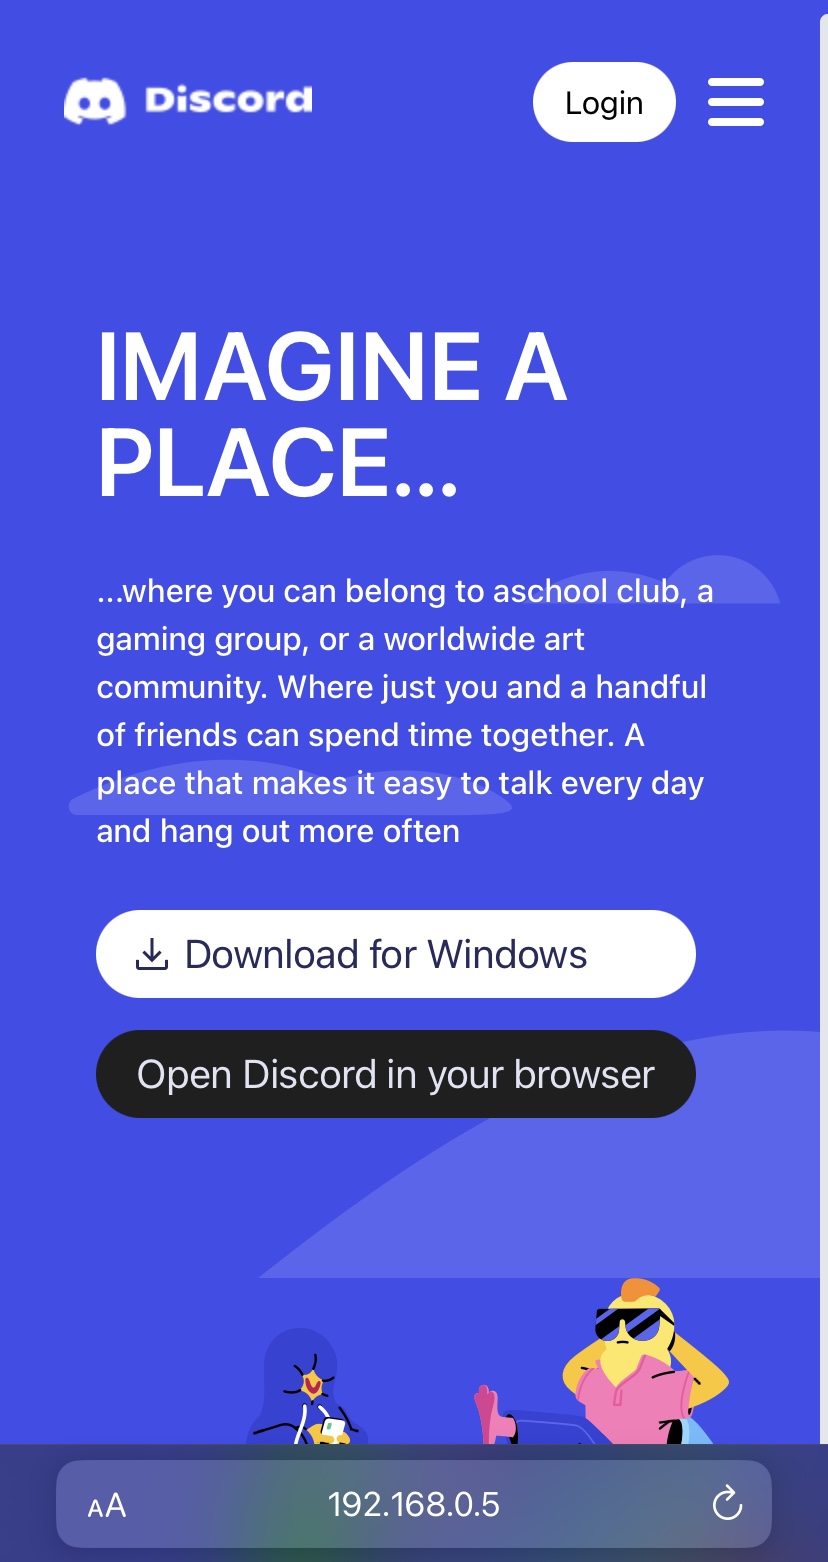 Discord
Login
IMAGINE A
PLACE...
...where you can belong to aschool club, a
gaming group, or a worldwide art
community. Where just you and a handful
of friends can spend time together. A
place that makes it easy to talk every day
and hang out more often
Download for Windows
Open Discord in your browser
AA 192.168.0.5